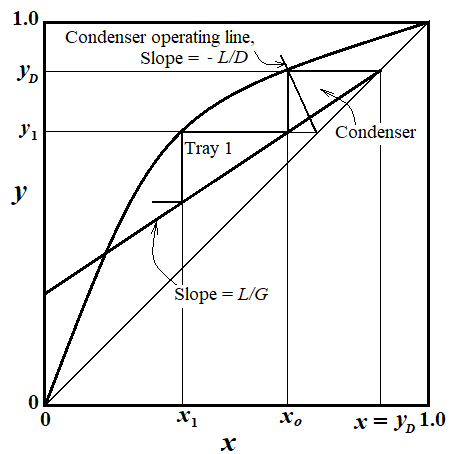 1.0
Condenser operating line,
Slope = - L/D
y_D
y_1
Condenser
Tray 1
y
Slope = L/G
0
0
x_1
x_o
x = y_D
1.0
x